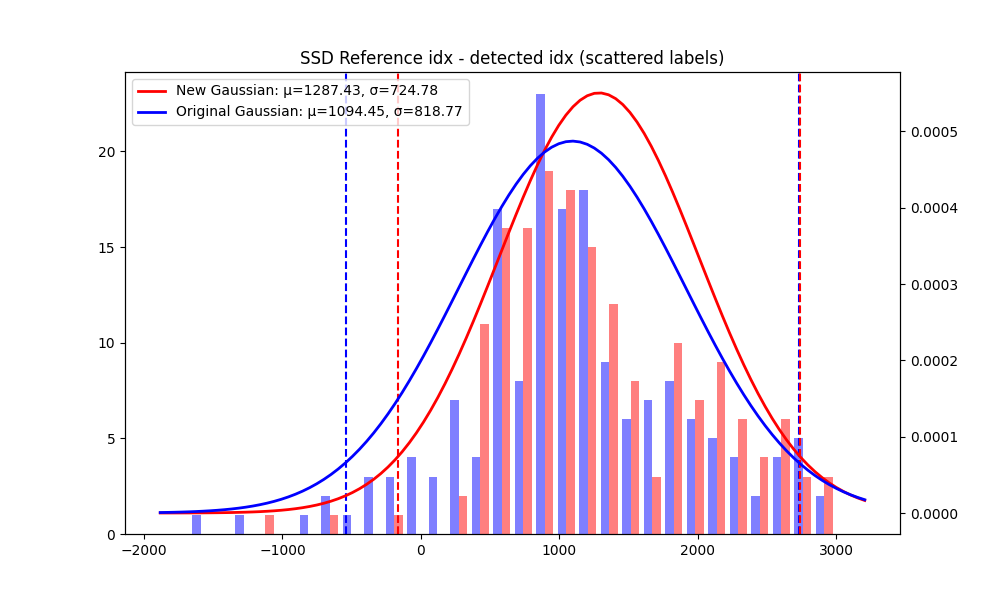 SSD Reference idx - detected idx (scattered labels)
New Gaussian: μ=1287.43, σ=724.78
Original Gaussian: μ=1094.45, σ=818.77
20
15
10
5
0
0.0005
0.0004
0.0003
0.0002
0.0001
0.0000
−2000 −1000 0 1000 2000 3000